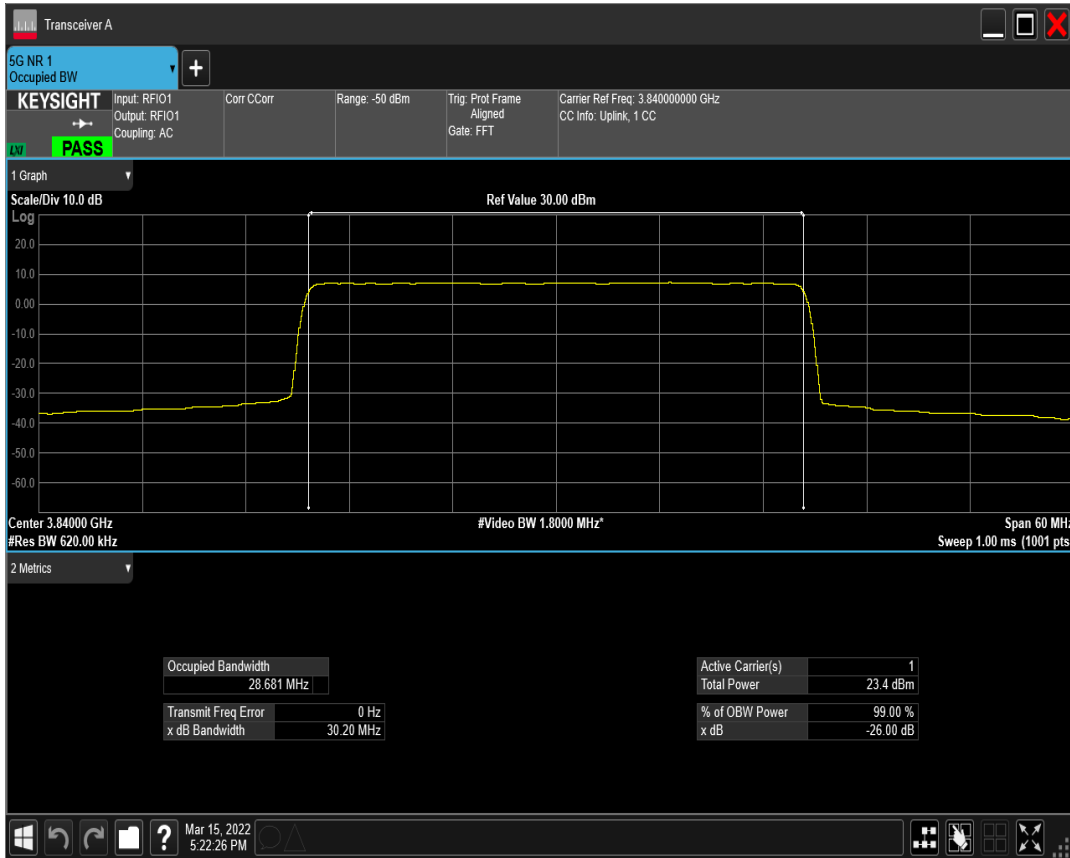 Transceiver A
5G NR 1
Occupied BW
KEYSIGHT
LXI
PASS
Input: RFIO1
Output: RFIO1
Coupling: AC
Corr CCorr
Range: -50 dBm
Trig: Prot Frame
Aligned
Gate: FFT
Carrier Ref Freq: 3.840000000 GHz
CC Info: Uplink, 1 CC
1 Graph
Scale/Div 10.0 dB
Ref Value 30.00 dBm
Log
20.0
10.0
0.00
-10.0
-20.0
-30.0
-40.0
-50.0
-60.0
Center 3.84000 GHz
#Video BW 1.8000 MHz*
Span 60 MHz
#Res BW 620.00 kHz
Sweep 1.00 ms (1001 pts
2 Metrics
Occupied Bandwidth
28.681 MHz
Transmit Freq Error 0 Hz
x dB Bandwidth 30.20 MHz
Active Carrier(s) 1
Total Power 23.4 dBm
% of OBW Power 99.00 %
x dB -26.00 dB
?
Mar 15, 2022
5:22:26 PM